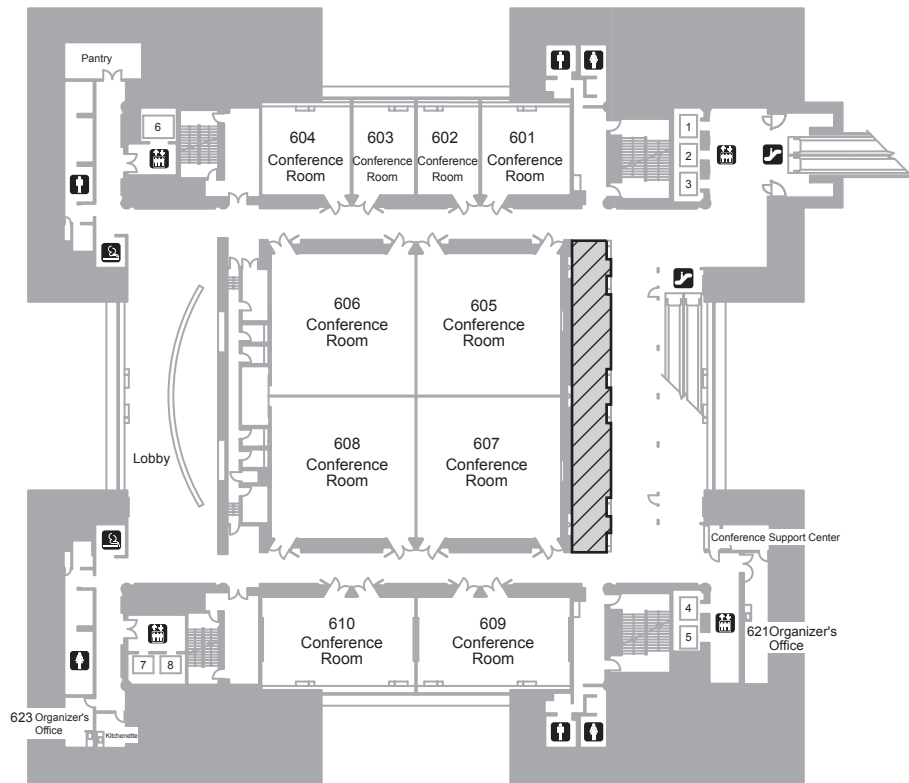 Pantry
6
604
Conference
Room
603
Conference
Room
602
Conference
Room
601
Conference
Room
1
2
3
606
Conference
Room
605
Conference
Room
608
Conference
Room
607
Conference
Room
Lobby
Conference Support Center
610
Conference
Room
609
Conference
Room
4
5
621 Organizer's
Office
7
8
623 Organizer's
Office
Kitchenette